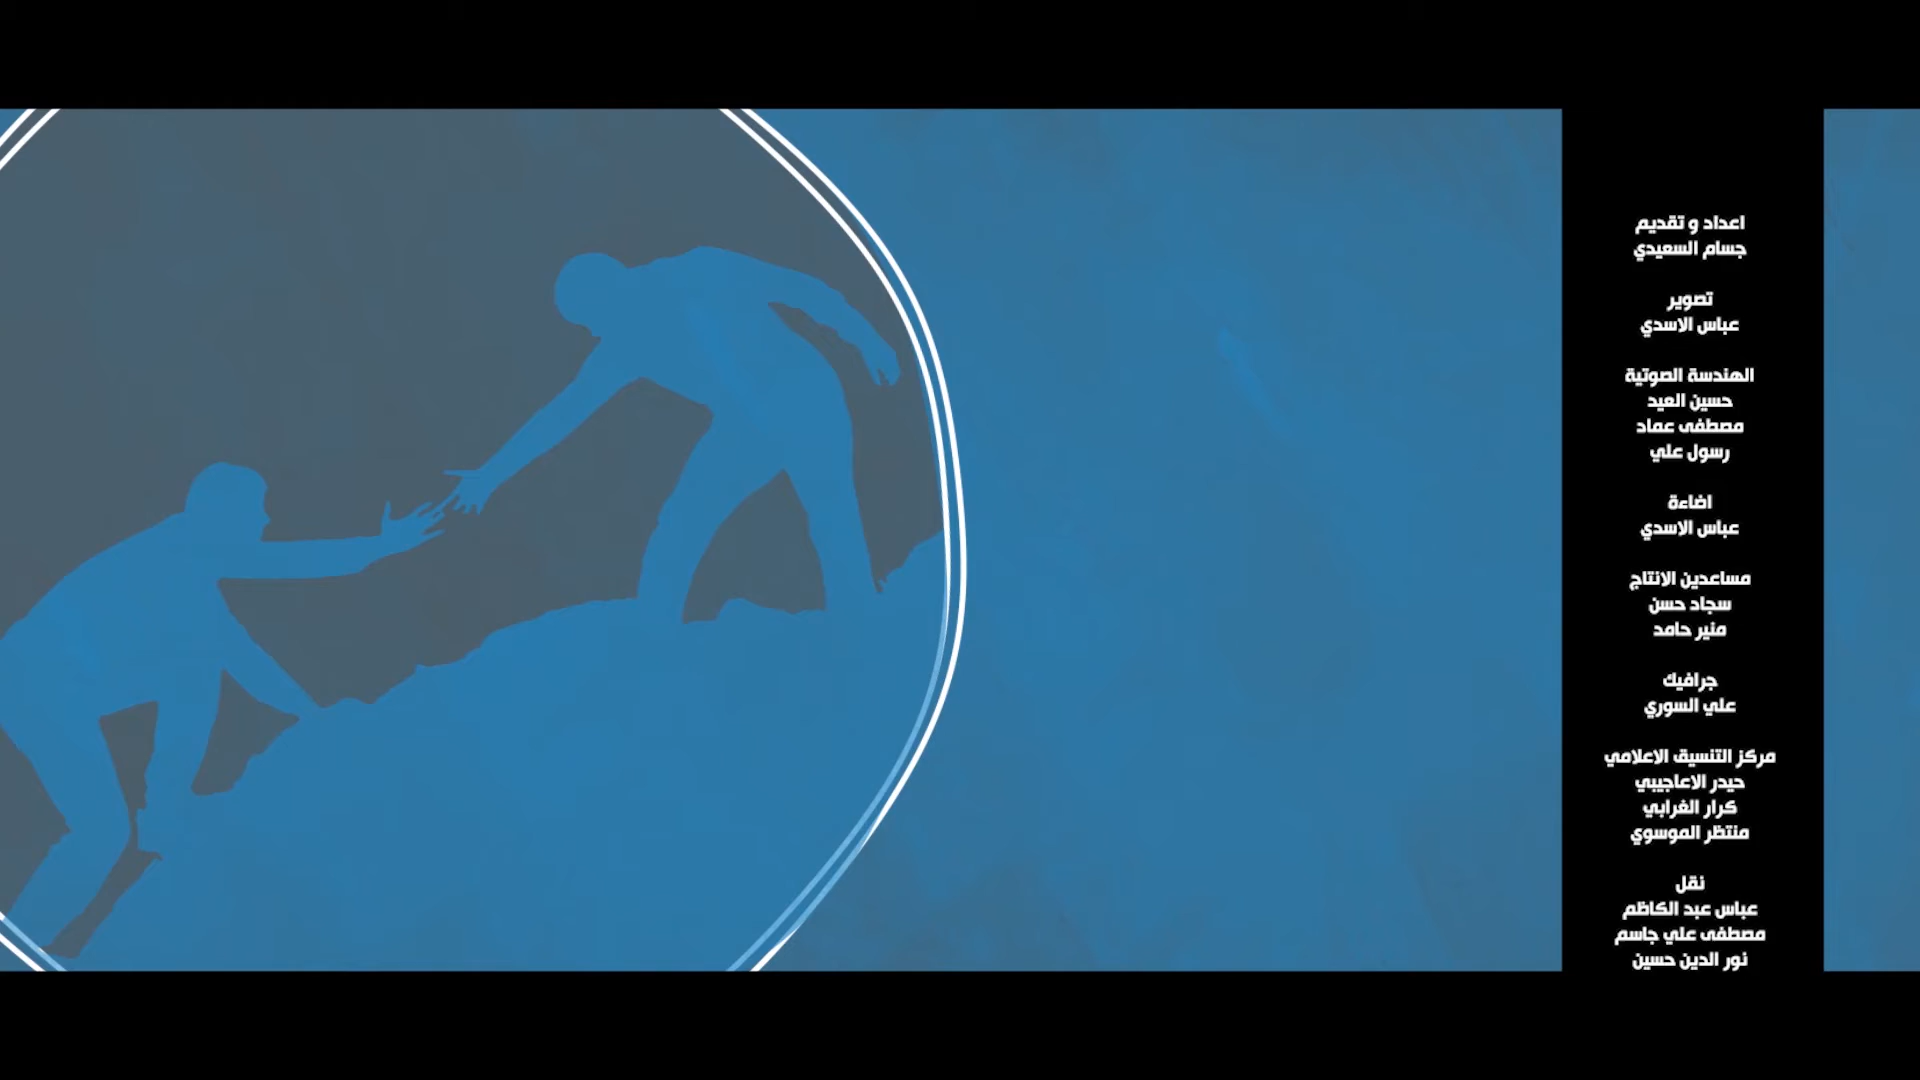 اعداد و تقديم
جسام السعيدي
تصوير
عباس الاسدي
الهندسة الصوتية
حسين العيد
مصطفى عماد
رسول علي
اضاءة
عباس الاسدي
مساعدين الانتاج
سجاد حسن
منير حامد
جرافيك
علي السوري
مركز التنسيق الاعلامي
حيدر الاعاجيبي
كرار الغرابي
منتظر الموسوي
نقل
عباس عبد الكاظم
مصطفى علي جاسم
نور الدين حسين